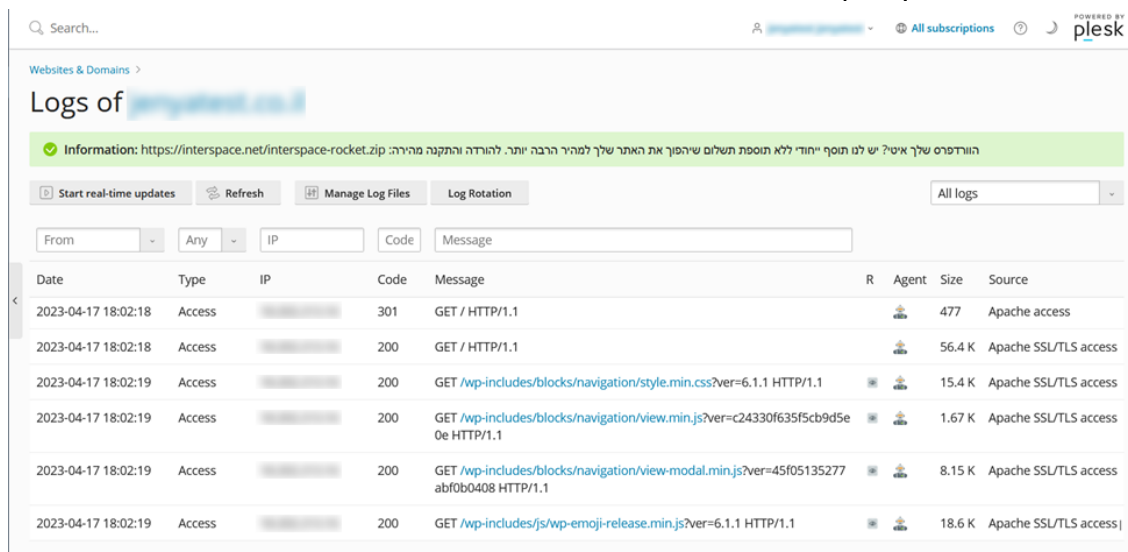 POWERED BY
Search... All subscriptions plesk
Websites & Domains >
Logs of
Information: https://interspace.net/interspace-rocket.zip :הוורדפרס שלך איטי? יש לנו תוסף ייחודי ללא תוספת תשלום שיהפוך את האתר שלך למהיר הרבה יותר. להורדה והתקנה מהירה
Start real-time updates Refresh Manage Log Files Log Rotation All logs
From Any IP Code Message
Date Type IP Code Message R Agent Size Source
2023-04-17 18:02:18 Access 301 GET / HTTP/1.1 477 Apache access
2023-04-17 18:02:18 Access 200 GET / HTTP/1.1 56.4 K Apache SSL/TLS access
2023-04-17 18:02:19 Access 200 GET /wp-includes/blocks/navigation/style.min.css?ver=6.1.1 HTTP/1.1 15.4 K Apache SSL/TLS access
2023-04-17 18:02:19 Access 200 GET /wp-includes/blocks/navigation/view.min.js?ver=c24330f635f5cb9d5e 1.67 K Apache SSL/TLS access
0e HTTP/1.1
2023-04-17 18:02:19 Access 200 GET /wp-includes/blocks/navigation/view-modal.min.js?ver=45f05135277 8.15 K Apache SSL/TLS access
abf0b0408 HTTP/1.1
2023-04-17 18:02:19 Access 200 GET /wp-includes/js/wp-emoji-release.min.js?ver=6.1.1 HTTP/1.1 18.6 K Apache SSL/TLS access